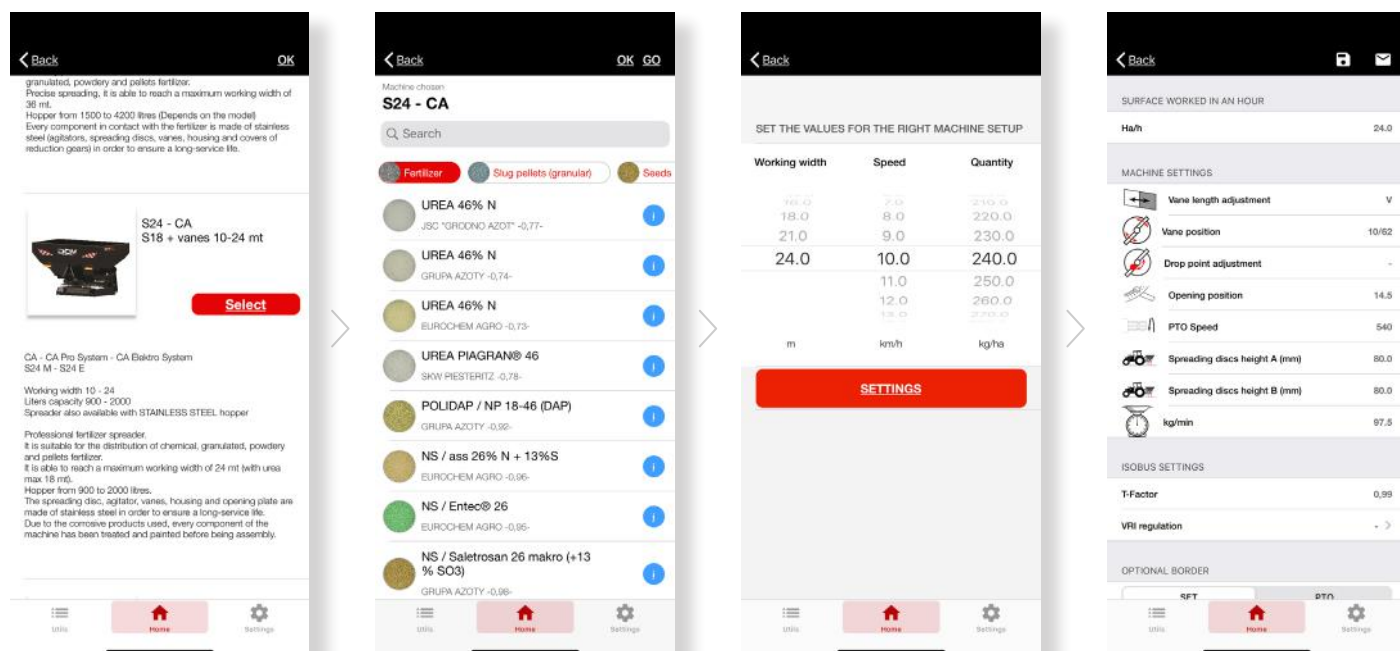 Back
OK
granulated, powdery and pellets fertilizer.
Precise spreading, it is able to reach a maximum working width of
36 mt.
Hopper from 1500 to 4200 litres (Depends on the model)
Every component in contact with the fertilizer is made of stainless
steel (agitators, spreading discs, vanes, housing and covers of
reduction gears) in order to ensure a long-service life.
S24 - CA
S18 + vanes 10-24 mt
Select
CA - CA Pro System - CA Elektro System
S24 M - S24 E
Working width 10 - 24
Liters capacity 900 - 2000
Spreader also available with STAINLESS STEEL hopper
Professional fertilizer spreader.
It is suitable for the distribution of chemical, granulated, powdery
and pellets fertilizer.
It is able to reach a maximum working width of 24 mt (with urea
max 18 mt).
Hopper from 900 to 2000 litres.
The spreading disc, agitator, vanes, housing and opening plate are
made of stainless steel in order to ensure a long-service life.
Due to the corrosive products used, every component of the
machine has been treated and painted before being assembly.
Utils
Home
Settings
Back
OK GO
Machine chosen
S24 - CA
Search
Fertilizer
Slug pellets (granular)
Seeds
UREA 46% N
JSC "GRODNO AZOT" -0,77-
UREA 46% N
GRUPA AZOTY -0,74-
UREA 46% N
EUROCHEM AGRO -0,73-
UREA PIAGRAN® 46
SKW PIESTERITZ -0,78-
POLIDAP / NP 18-46 (DAP)
GRUPA AZOTY -0,92-
NS / ass 26% N + 13%S
EUROCHEM AGRO -0,96-
NS / Entec® 26
EUROCHEM AGRO -0,95-
NS / Saletrosan 26 makro (+13
% SO3)
GRUPA AZOTY -0,98-
Utils
Home
Settings
Back
SET THE VALUES FOR THE RIGHT MACHINE SETUP
Working width Speed Quantity
16.0 7.0 210.0
18.0 8.0 220.0
21.0 9.0 230.0
24.0 10.0 240.0
11.0 250.0
12.0 260.0
13.0 270.0
m km/h kg/ha
SETTINGS
Utils
Home
Settings
Back
SURFACE WORKED IN AN HOUR
Ha/h 24.0
MACHINE SETTINGS
Vane length adjustment V
Vane position 10/62
Drop point adjustment -
Opening position 14.5
PTO Speed 540
Spreading discs height A (mm) 80.0
Spreading discs height B (mm) 80.0
kg/min 97.5
ISOBUS SETTINGS
T-Factor 0,99
VRI regulation - >
OPTIONAL BORDER
SET PTO
Utils
Home
Settings